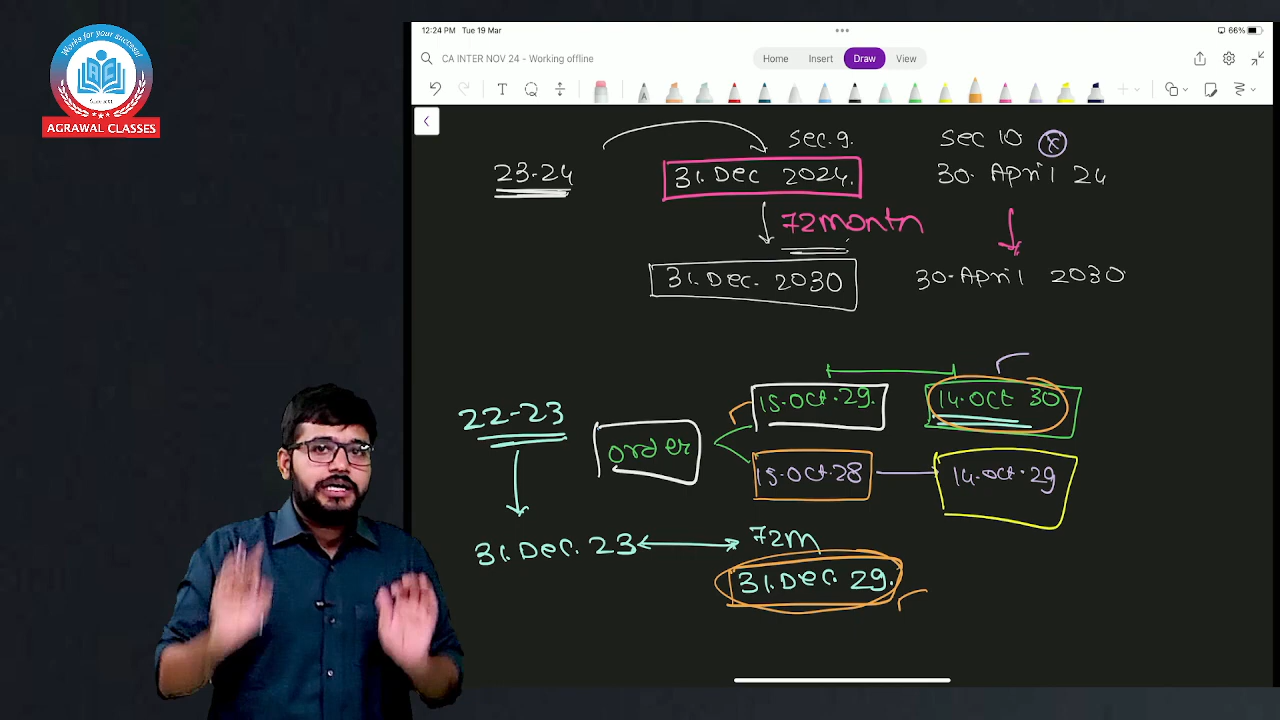 Works for your success!
AC
AGRAWAL CLASSES
12:24 PM Tue 19 Mar
66%
CA INTER NOV 24 - Working offline
Home Insert Draw View
sec. 9. sec 10 x
23-24 31. Dec 2024. 30. April 24
72 month
31. Dec. 2030 30. April 2030
22-23 order 15. Oct. 29. 14. Oct 30
15. Oct. 28 14. Oct. 29
31. Dec. 23 72M
31. Dec. 29.